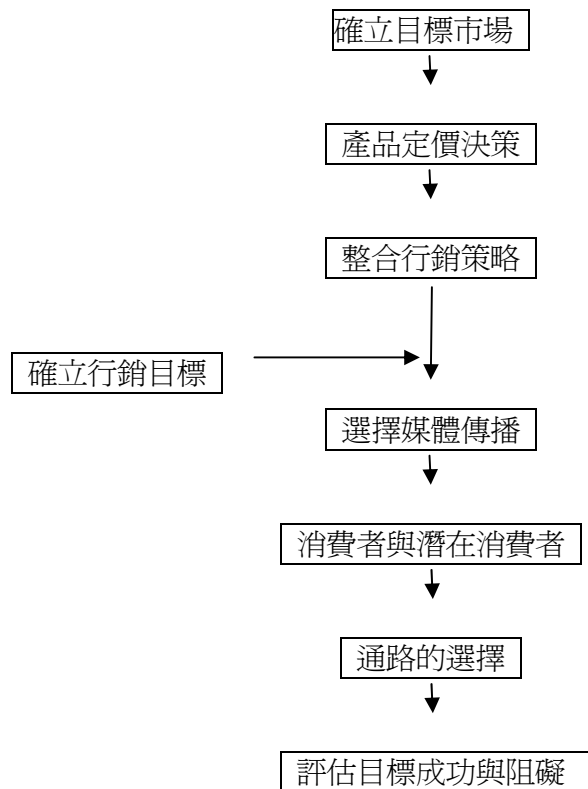 確立目標市場
產品定價決策
整合行銷策略
確立行銷目標
選擇媒體傳播
消費者與潛在消費者
通路的選擇
評估目標成功與阻礙